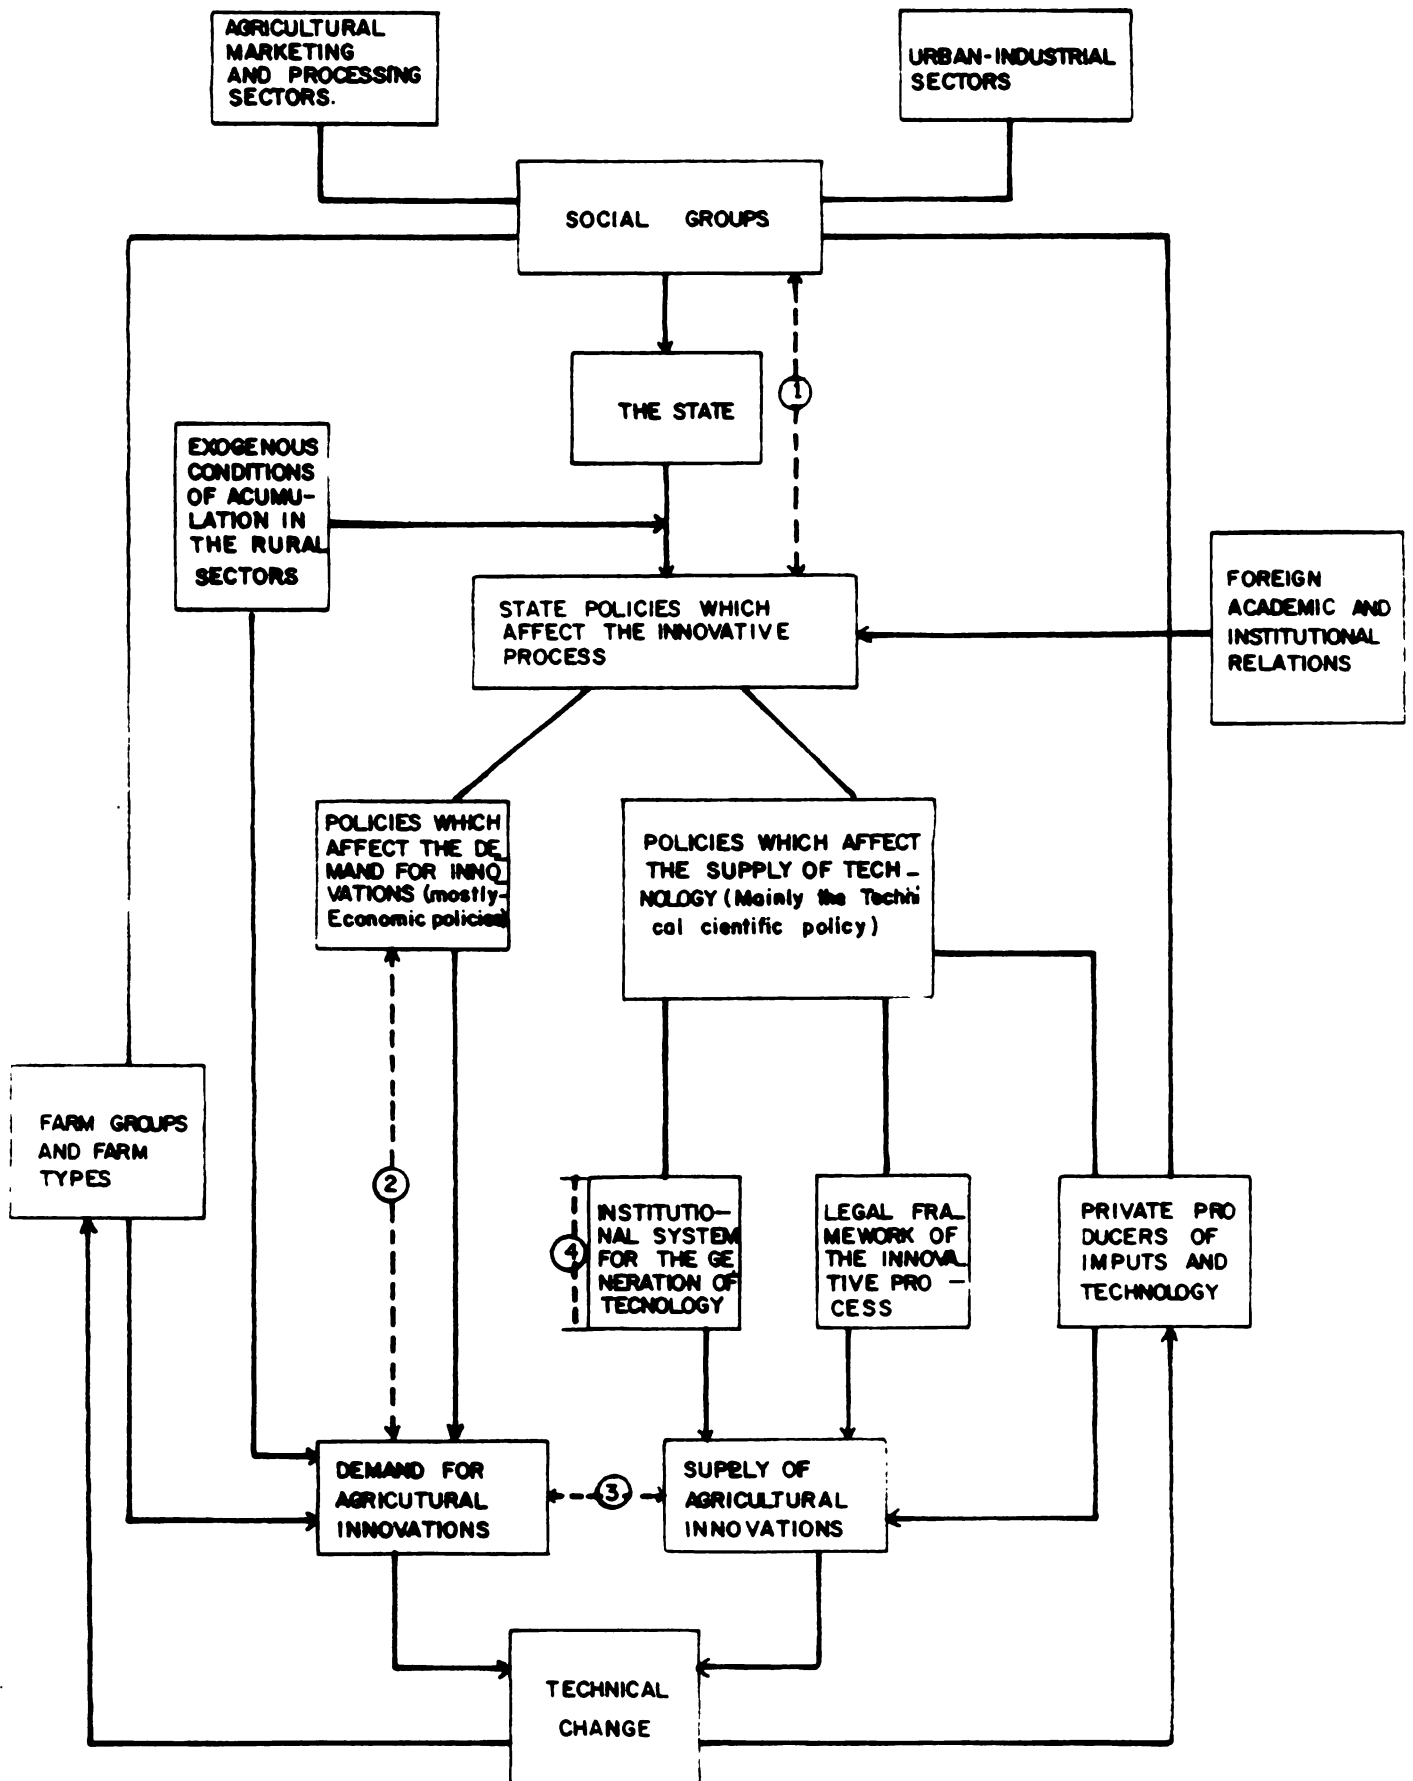 AGRICULTURAL
MARKETING
AND PROCESSING
SECTORS.
URBAN-INDUSTRIAL
SECTORS
SOCIAL GROUPS
THE STATE
1
EXOGENOUS
CONDITIONS
OF ACUMU-
LATION IN
THE RURAL
SECTORS
STATE POLICIES WHICH
AFFECT THE INNOVATIVE
PROCESS
FOREIGN
ACADEMIC AND
INSTITUTIONAL
RELATIONS
POLICIES WHICH
AFFECT THE DE_
MAND FOR INNO_
VATIONS (mostly-
Economic policies)
POLICIES WHICH AFFECT
THE SUPPLY OF TECH_
NOLOGY (Mainly the Techni
cal cientific policy)
FARM GROUPS
AND FARM
TYPES
2
4
INSTITUTIO-
NAL SYSTEM
FOR THE GE
NERATION OF
TECNOLOGY
LEGAL FRA_
MEWORK OF
THE INNOVA_
TIVE PRO-
CESS
PRIVATE PRO
DUCERS OF
IMPUTS AND
TECHNOLOGY
DEMAND FOR
AGRICUTURAL
INNOVATIONS
3
SUPPLY OF
AGRICULTURAL
INNOVATIONS
TECHNICAL
CHANGE